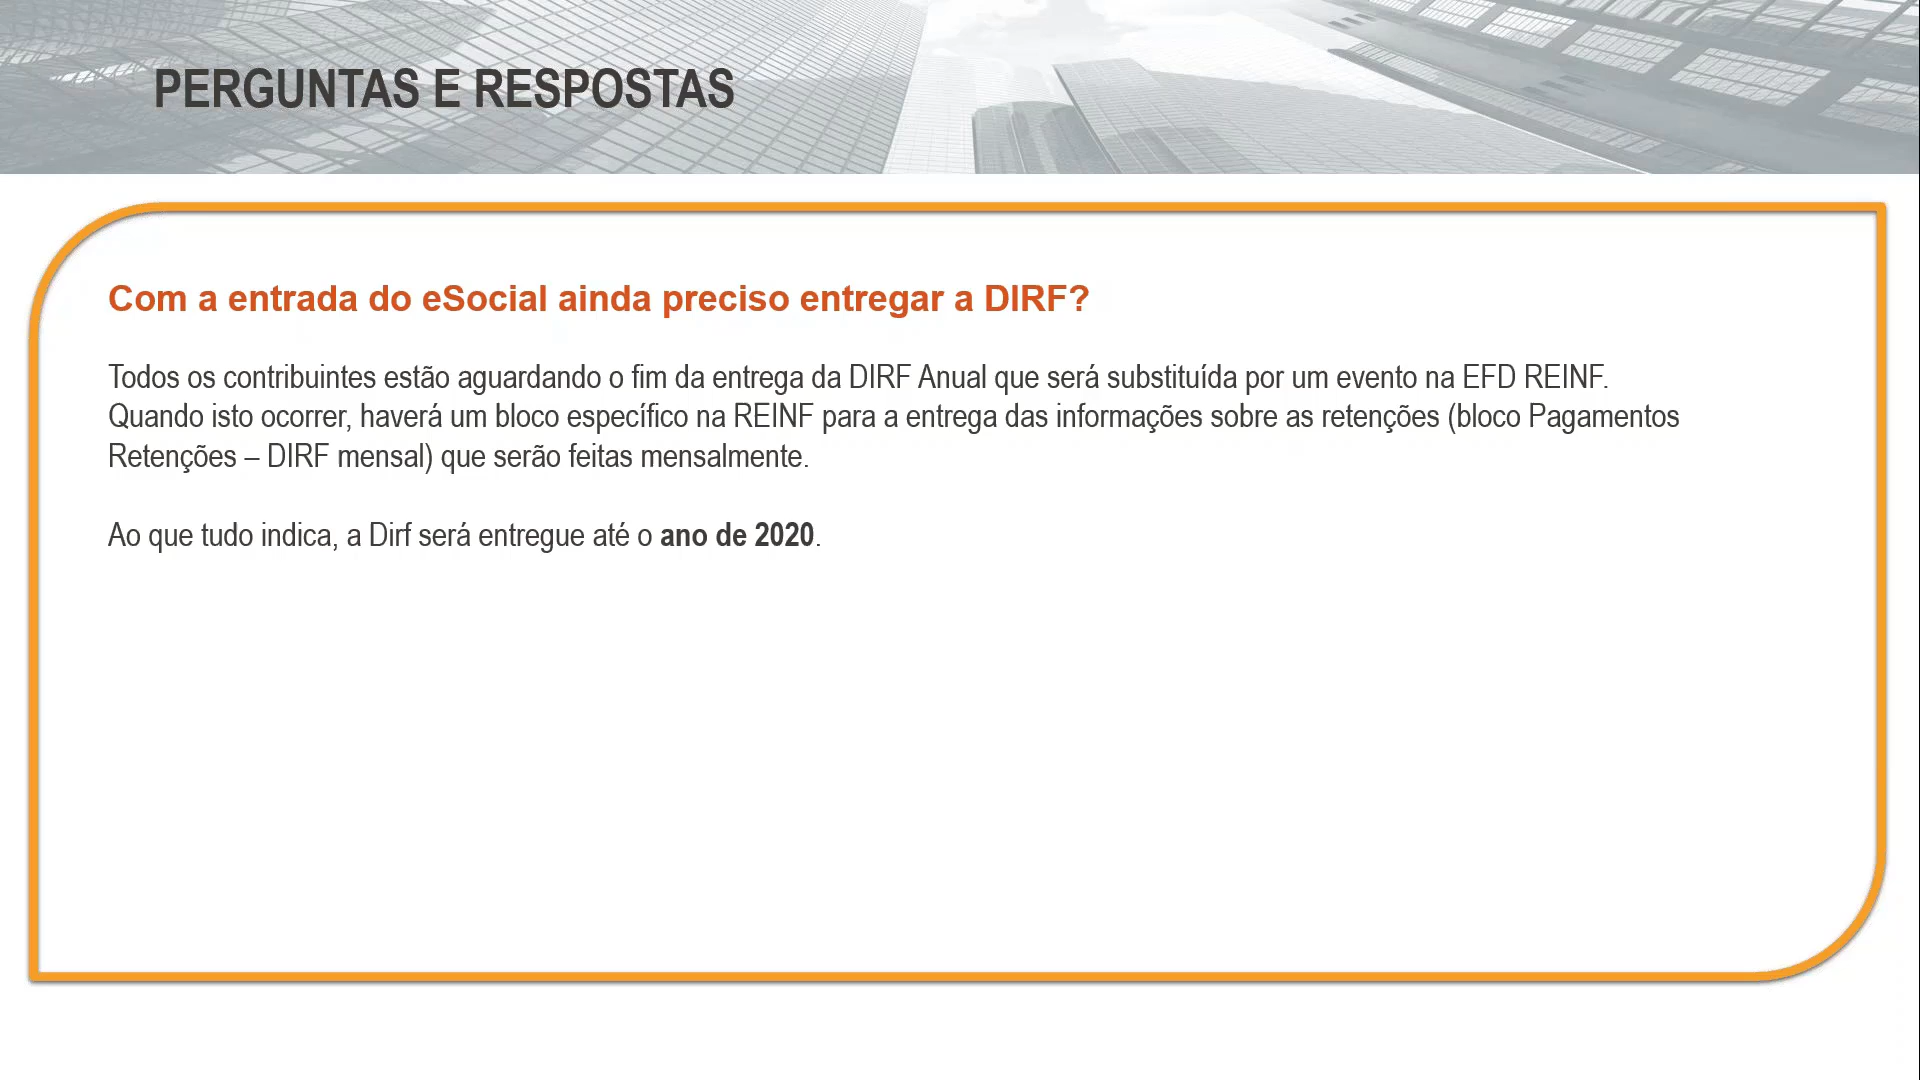 PERGUNTAS E RESPOSTAS
Com a entrada do eSocial ainda preciso entregar a DIRF?
Todos os contribuintes estão aguardando o fim da entrega da DIRF Anual que será substituída por um evento na EFD REINF.
Quando isto ocorrer, haverá um bloco específico na REINF para a entrega das informações sobre as retenções (bloco Pagamentos
Retenções – DIRF mensal) que serão feitas mensalmente.
Ao que tudo indica, a Dirf será entregue até o ano de 2020.